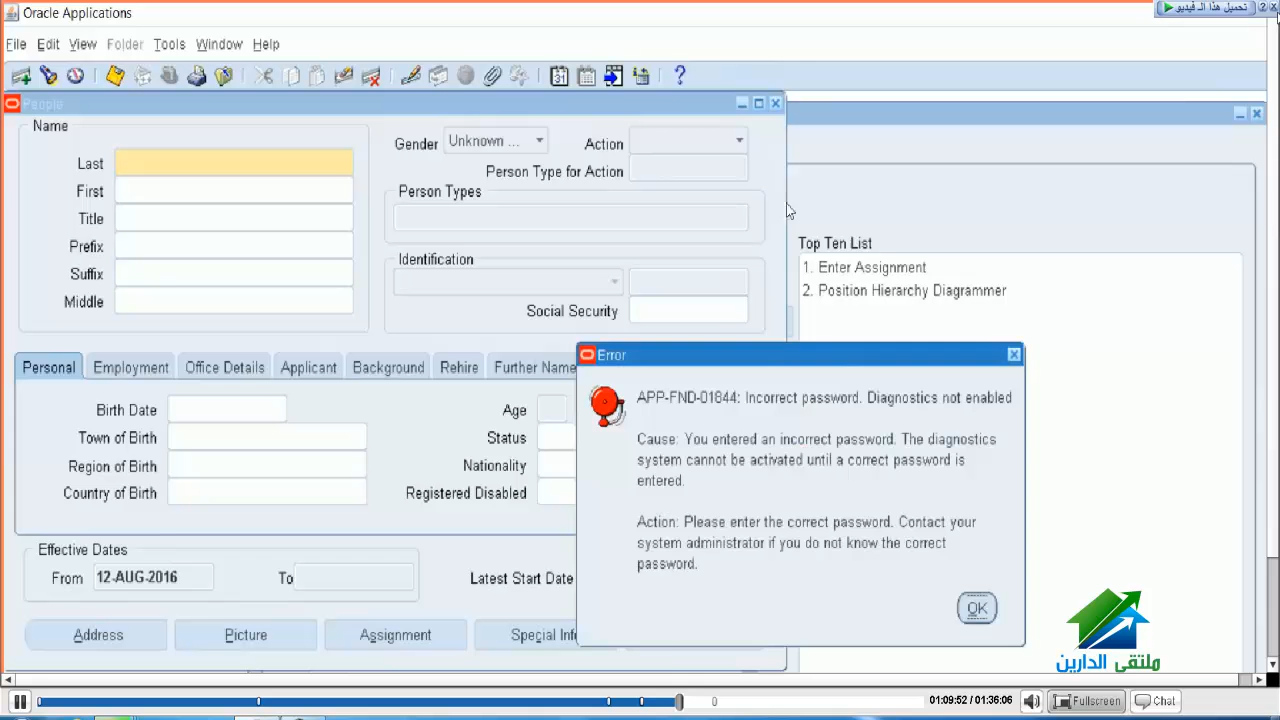 Oracle Applications
تحميل هذا الـ فيديو
File Edit View Folder Tools Window Help
People
Name
Last
First
Title
Prefix
Suffix
Middle
Gender Unknown ... Action
Person Type for Action
Person Types
Identification
Social Security
Top Ten List
1. Enter Assignment
2. Position Hierarchy Diagrammer
Personal Employment Office Details Applicant Background Rehire Further Name
Birth Date
Town of Birth
Region of Birth
Country of Birth
Age
Status
Nationality
Registered Disabled
Effective Dates
From 12-AUG-2016 To
Latest Start Date
Address Picture Assignment Special Info
Error
APP-FND-01844: Incorrect password. Diagnostics not enabled
Cause: You entered an incorrect password. The diagnostics
system cannot be activated until a correct password is
entered.
Action: Please enter the correct password. Contact your
system administrator if you do not know the correct
password.
OK
ملتقى الدارين
0
01:09:52 / 01:36:06
Fullscreen
Chat